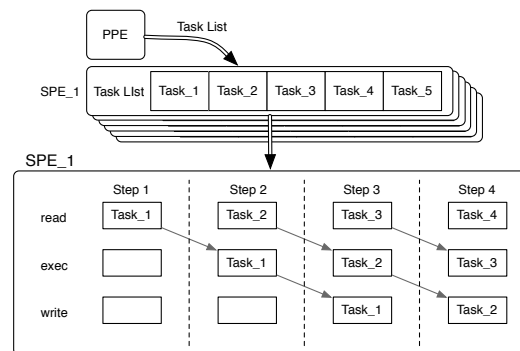 PPE
Task List
SPE_1
Task LIst Task_1 Task_2 Task_3 Task_4 Task_5
SPE_1
Step 1 Step 2 Step 3 Step 4
read Task_1 Task_2 Task_3 Task_4
exec Task_1 Task_2 Task_3
write Task_1 Task_2